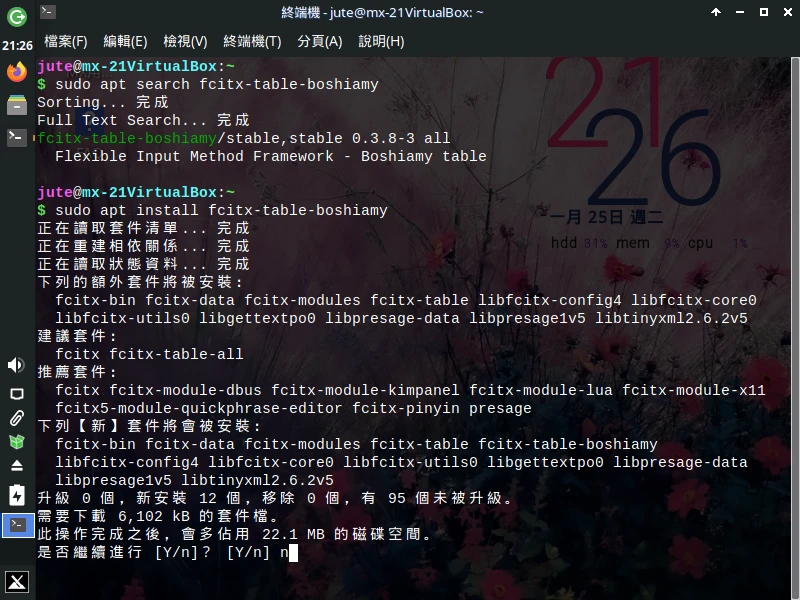 終端機 - jute@mx-21VirtualBox: ~
21:26
檔案(F) 編輯(E) 檢視(V) 終端機(T) 分頁(A) 說明(H)
jute@mx-21VirtualBox:~
$ sudo apt search fcitx-table-boshiamy
Sorting... 完成
Full Text Search... 完成
fcitx-table-boshiamy/stable,stable 0.3.8-3 all
Flexible Input Method Framework - Boshiamy table
jute@mx-21VirtualBox:~
$ sudo apt install fcitx-table-boshiamy
正在讀取套件清單... 完成
正在重建相依關係... 完成
正在讀取狀態資料... 完成
下列的額外套件將被安裝:
fcitx-bin fcitx-data fcitx-modules fcitx-table libfcitx-config4 libfcitx-core0
libfcitx-utils0 libgettextpo0 libpresage-data libpresage1v5 libtinyxml2.6.2v5
建議套件:
fcitx fcitx-table-all
推薦套件:
fcitx fcitx-module-dbus fcitx-module-kimpanel fcitx-module-lua fcitx-module-x11
fcitx5-module-quickphrase-editor fcitx-pinyin presage
下列【新】套件將會被安裝:
fcitx-bin fcitx-data fcitx-modules fcitx-table fcitx-table-boshiamy
libfcitx-config4 libfcitx-core0 libfcitx-utils0 libgettextpo0 libpresage-data
libpresage1v5 libtinyxml2.6.2v5
升級 0 個,新安裝 12 個,移除 0 個,有 95 個未被升級。
需要下載 6,102 kB 的套件檔。
此操作完成之後,會多佔用 22.1 MB 的磁碟空間。
是否繼續進行 [Y/n]? [Y/n] n
21
26
一月 25日 週二
hdd 31% mem 9% cpu 1%